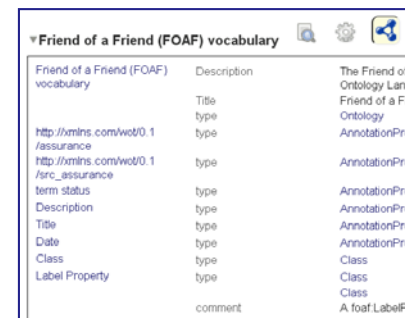 Friend of a Friend (FOAF) vocabulary
Friend of a Friend (FOAF) Description The Friend of
vocabulary Ontology Lan
Title Friend of a F
type Ontology
http://xmlns.com/wot/0.1 type AnnotationPr
/assurance
http://xmlns.com/wot/0.1 type AnnotationPr
/src_assurance
term status type AnnotationPr
Description type AnnotationPr
Title type AnnotationPr
Date type AnnotationPr
Class type Class
Label Property type Class
Class
comment A foaf:LabelP